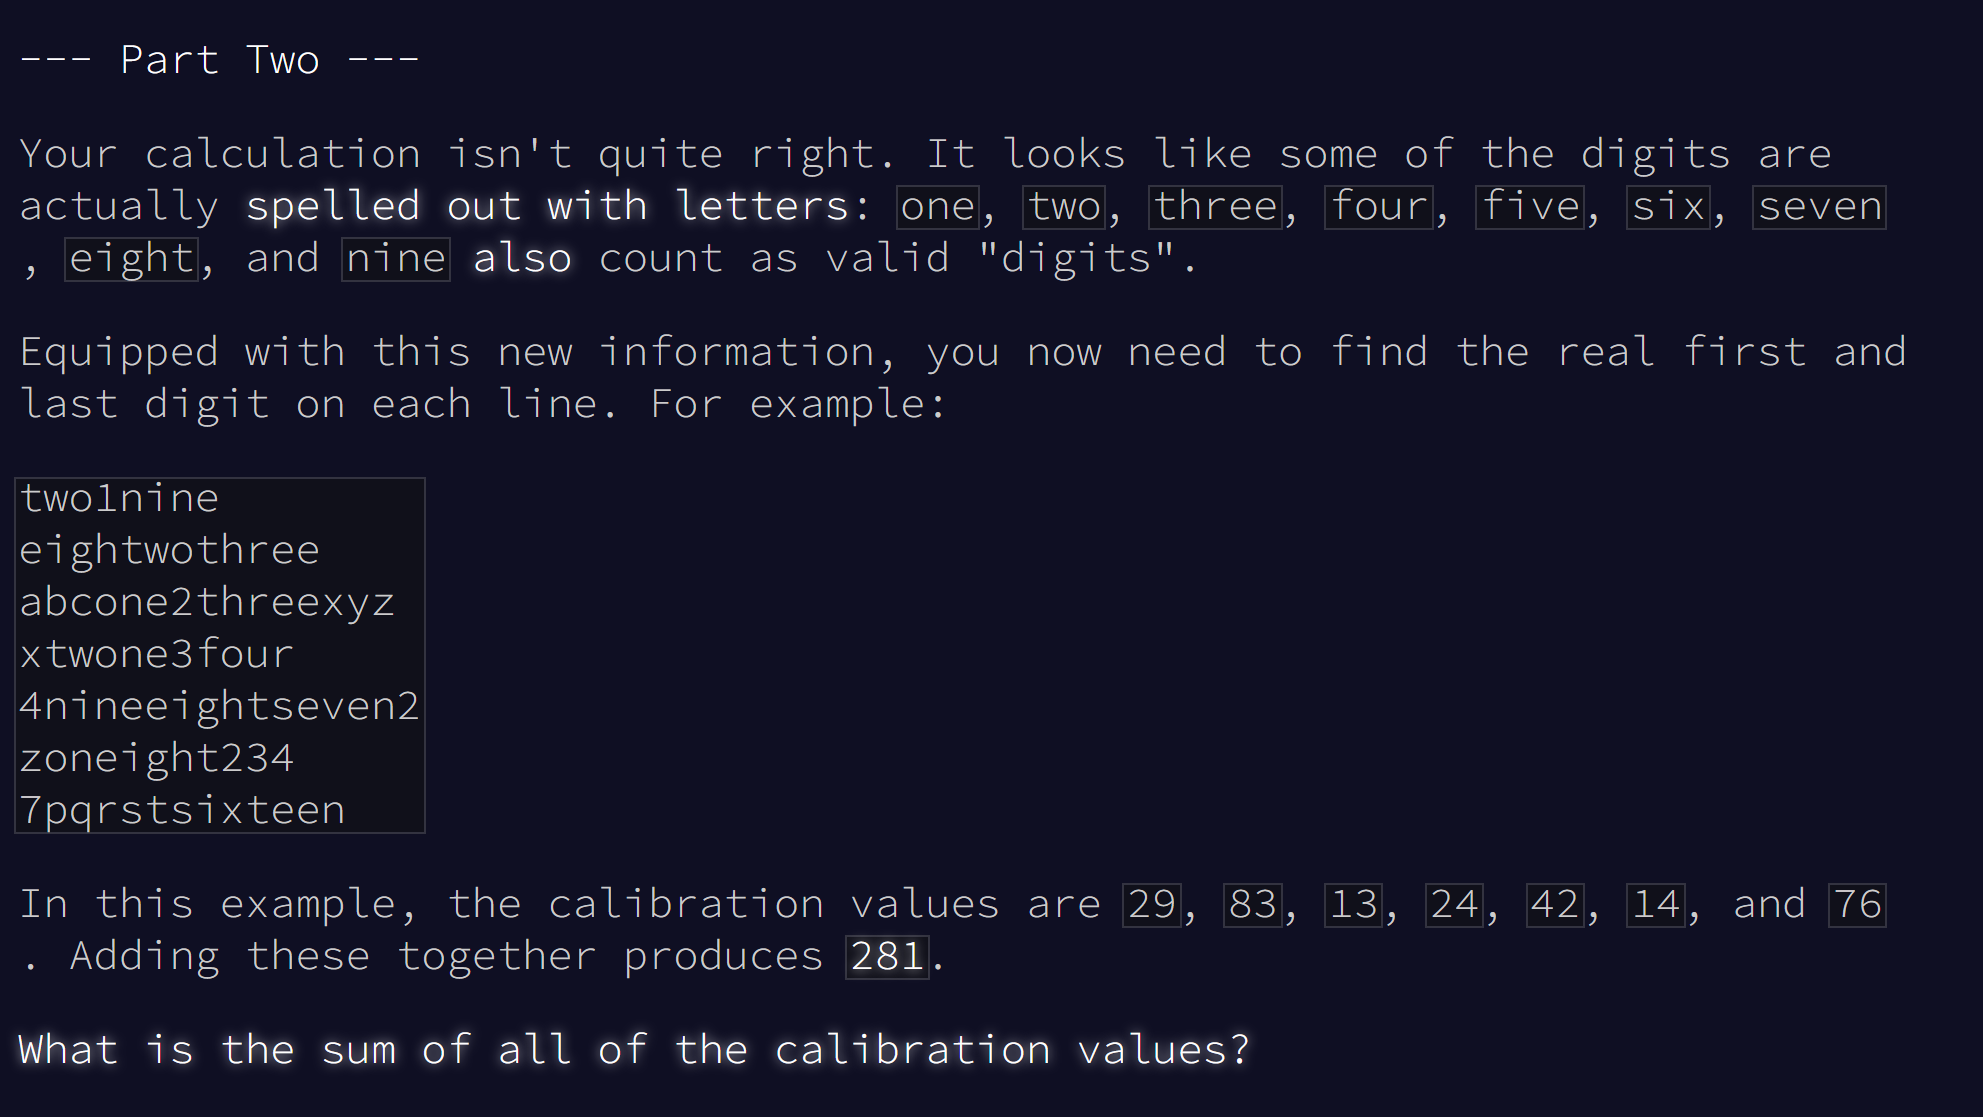 --- Part Two ---
Your calculation isn't quite right. It looks like some of the digits are
actually spelled out with letters: one, two, three, four, five, six, seven
, eight, and nine also count as valid "digits".
Equipped with this new information, you now need to find the real first and
last digit on each line. For example:
two1nine
eightwothree
abcone2threexyz
xtwone3four
4nineeightseven2
zoneight234
7pqrstsixteen
In this example, the calibration values are 29, 83, 13, 24, 42, 14, and 76
. Adding these together produces 281.
What is the sum of all of the calibration values?